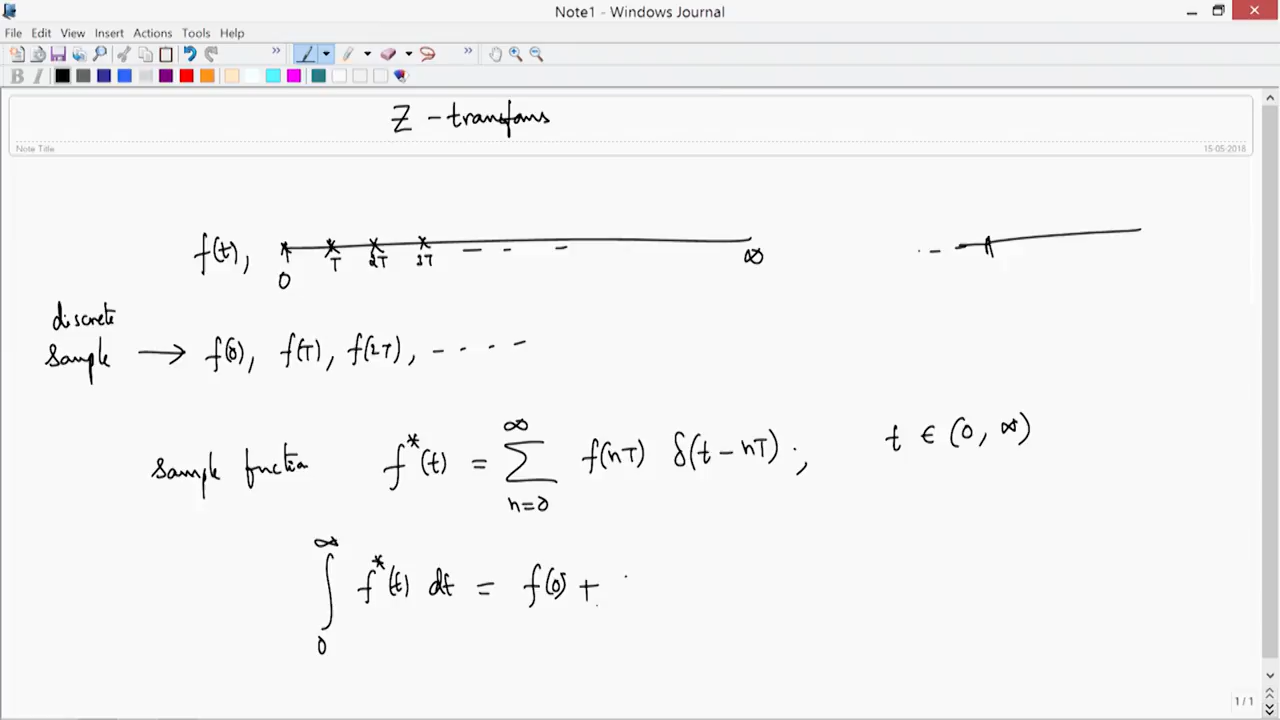 Note1 - Windows Journal
File Edit View Insert Actions Tools Help
B I
Z - transfoms
Note Title
15-05-2018
f(t), 0 T 2T 3T - - - ∞
discrete
sample → f(0), f(T), f(2T), - - - -
sample function f*(t) = ∑_{n=0}^{∞} f(nT) δ(t-nT); t ∈ (0, ∞)
∫_0^∞ f*(t) dt = f(0) +
1 / 1